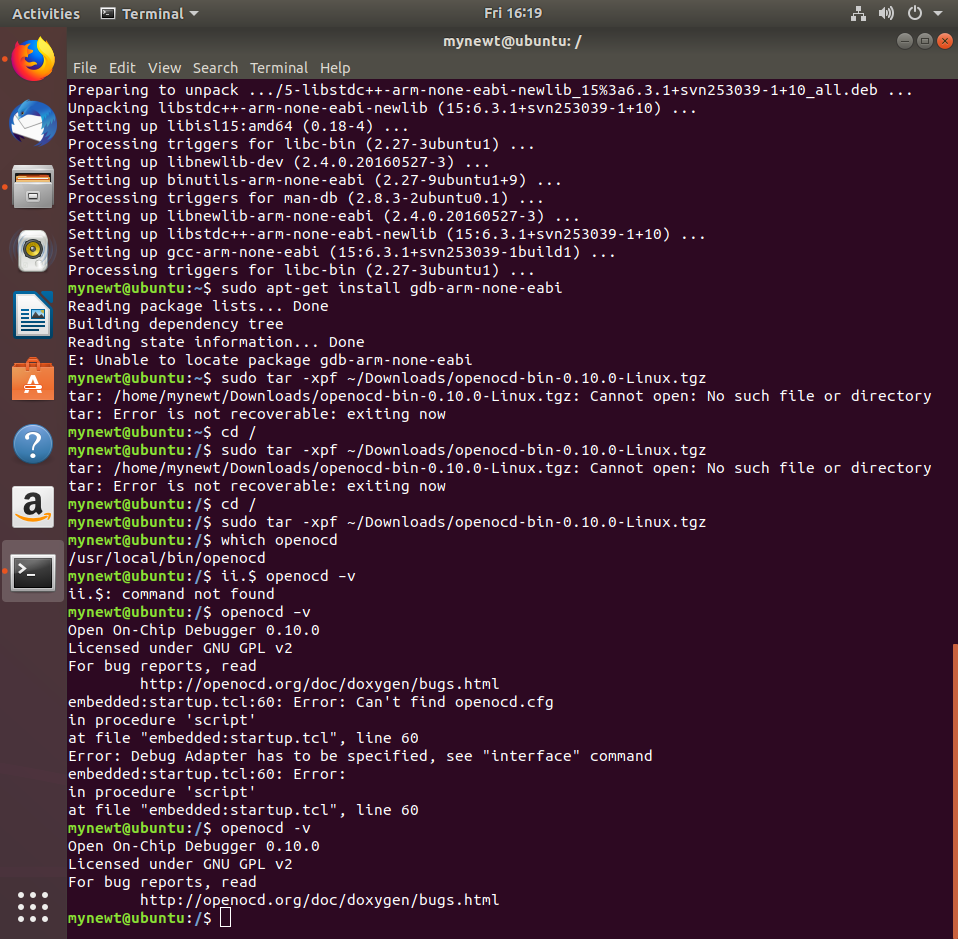 Activities Terminal Fri 16:19
mynewt@ubuntu: /
File Edit View Search Terminal Help
Preparing to unpack .../5-libstdc++-arm-none-eabi-newlib_15%3a6.3.1+svn253039-1+10_all.deb ...
Unpacking libstdc++-arm-none-eabi-newlib (15:6.3.1+svn253039-1+10) ...
Setting up libisl15:amd64 (0.18-4) ...
Processing triggers for libc-bin (2.27-3ubuntu1) ...
Setting up libnewlib-dev (2.4.0.20160527-3) ...
Setting up binutils-arm-none-eabi (2.27-9ubuntu1+9) ...
Processing triggers for man-db (2.8.3-2ubuntu0.1) ...
Setting up libnewlib-arm-none-eabi (2.4.0.20160527-3) ...
Setting up libstdc++-arm-none-eabi-newlib (15:6.3.1+svn253039-1+10) ...
Setting up gcc-arm-none-eabi (15:6.3.1+svn253039-1build1) ...
Processing triggers for libc-bin (2.27-3ubuntu1) ...
mynewt@ubuntu:~$ sudo apt-get install gdb-arm-none-eabi
Reading package lists... Done
Building dependency tree
Reading state information... Done
E: Unable to locate package gdb-arm-none-eabi
mynewt@ubuntu:~$ sudo tar -xpf ~/Downloads/openocd-bin-0.10.0-Linux.tgz
tar: /home/mynewt/Downloads/openocd-bin-0.10.0-Linux.tgz: Cannot open: No such file or directory
tar: Error is not recoverable: exiting now
mynewt@ubuntu:~$ cd /
mynewt@ubuntu:/$ sudo tar -xpf ~/Downloads/openocd-bin-0.10.0-Linux.tgz
tar: /home/mynewt/Downloads/openocd-bin-0.10.0-Linux.tgz: Cannot open: No such file or directory
tar: Error is not recoverable: exiting now
mynewt@ubuntu:/$ cd /
mynewt@ubuntu:/$ sudo tar -xpf ~/Downloads/openocd-bin-0.10.0-Linux.tgz
mynewt@ubuntu:/$ which openocd
/usr/local/bin/openocd
mynewt@ubuntu:/$ ii.$ openocd –v
ii.$: command not found
mynewt@ubuntu:/$ openocd –v
Open On-Chip Debugger 0.10.0
Licensed under GNU GPL v2
For bug reports, read
http://openocd.org/doc/doxygen/bugs.html
embedded:startup.tcl:60: Error: Can't find openocd.cfg
in procedure 'script'
at file "embedded:startup.tcl", line 60
Error: Debug Adapter has to be specified, see "interface" command
embedded:startup.tcl:60: Error:
in procedure 'script'
at file "embedded:startup.tcl", line 60
mynewt@ubuntu:/$ openocd -v
Open On-Chip Debugger 0.10.0
Licensed under GNU GPL v2
For bug reports, read
http://openocd.org/doc/doxygen/bugs.html
mynewt@ubuntu:/$